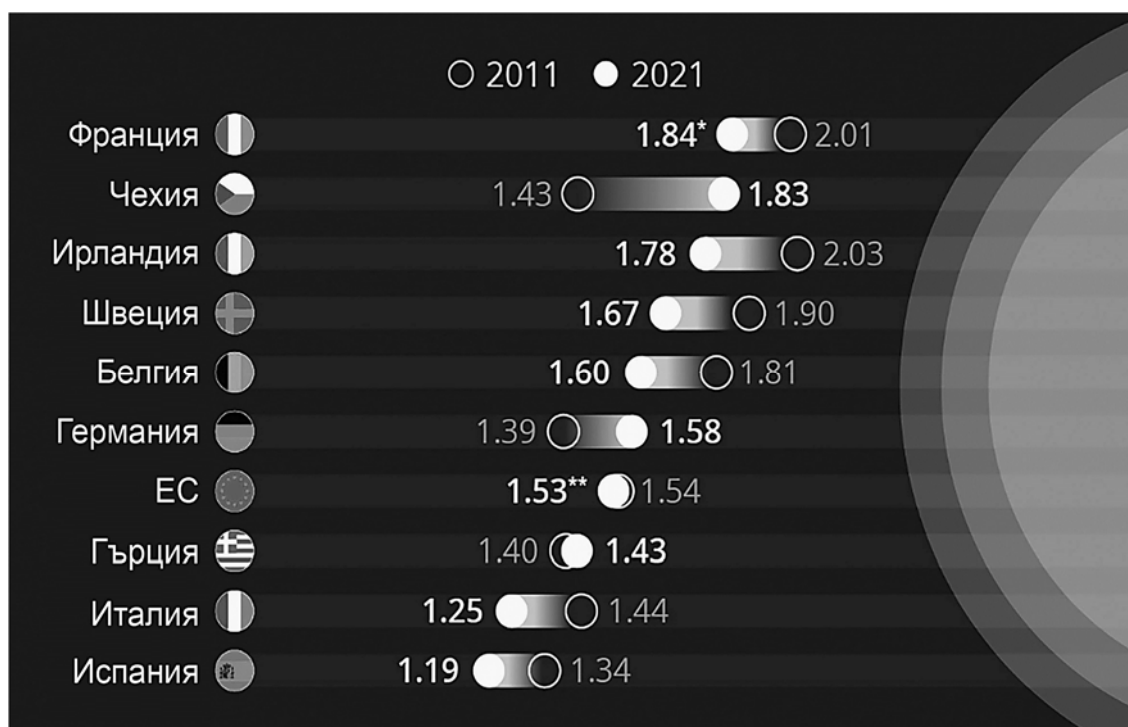 2011 2021
Франция 1.84* 2.01
Чехия 1.43 1.83
Ирландия 1.78 2.03
Швеция 1.67 1.90
Белгия 1.60 1.81
Германия 1.39 1.58
ЕС 1.53** 1.54
Гърция 1.40 1.43
Италия 1.25 1.44
Испания 1.19 1.34